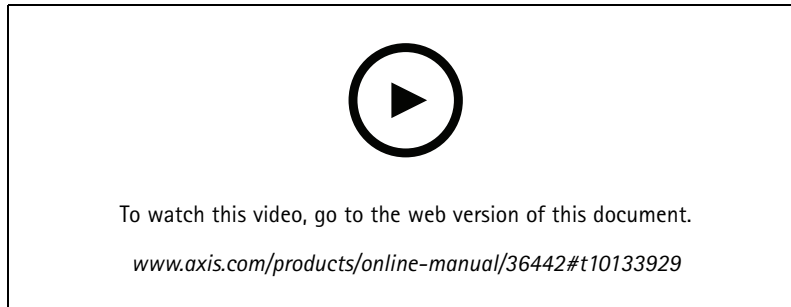 To watch this video, go to the web version of this document.
www.axis.com/products/online-manual/36442#t10133929